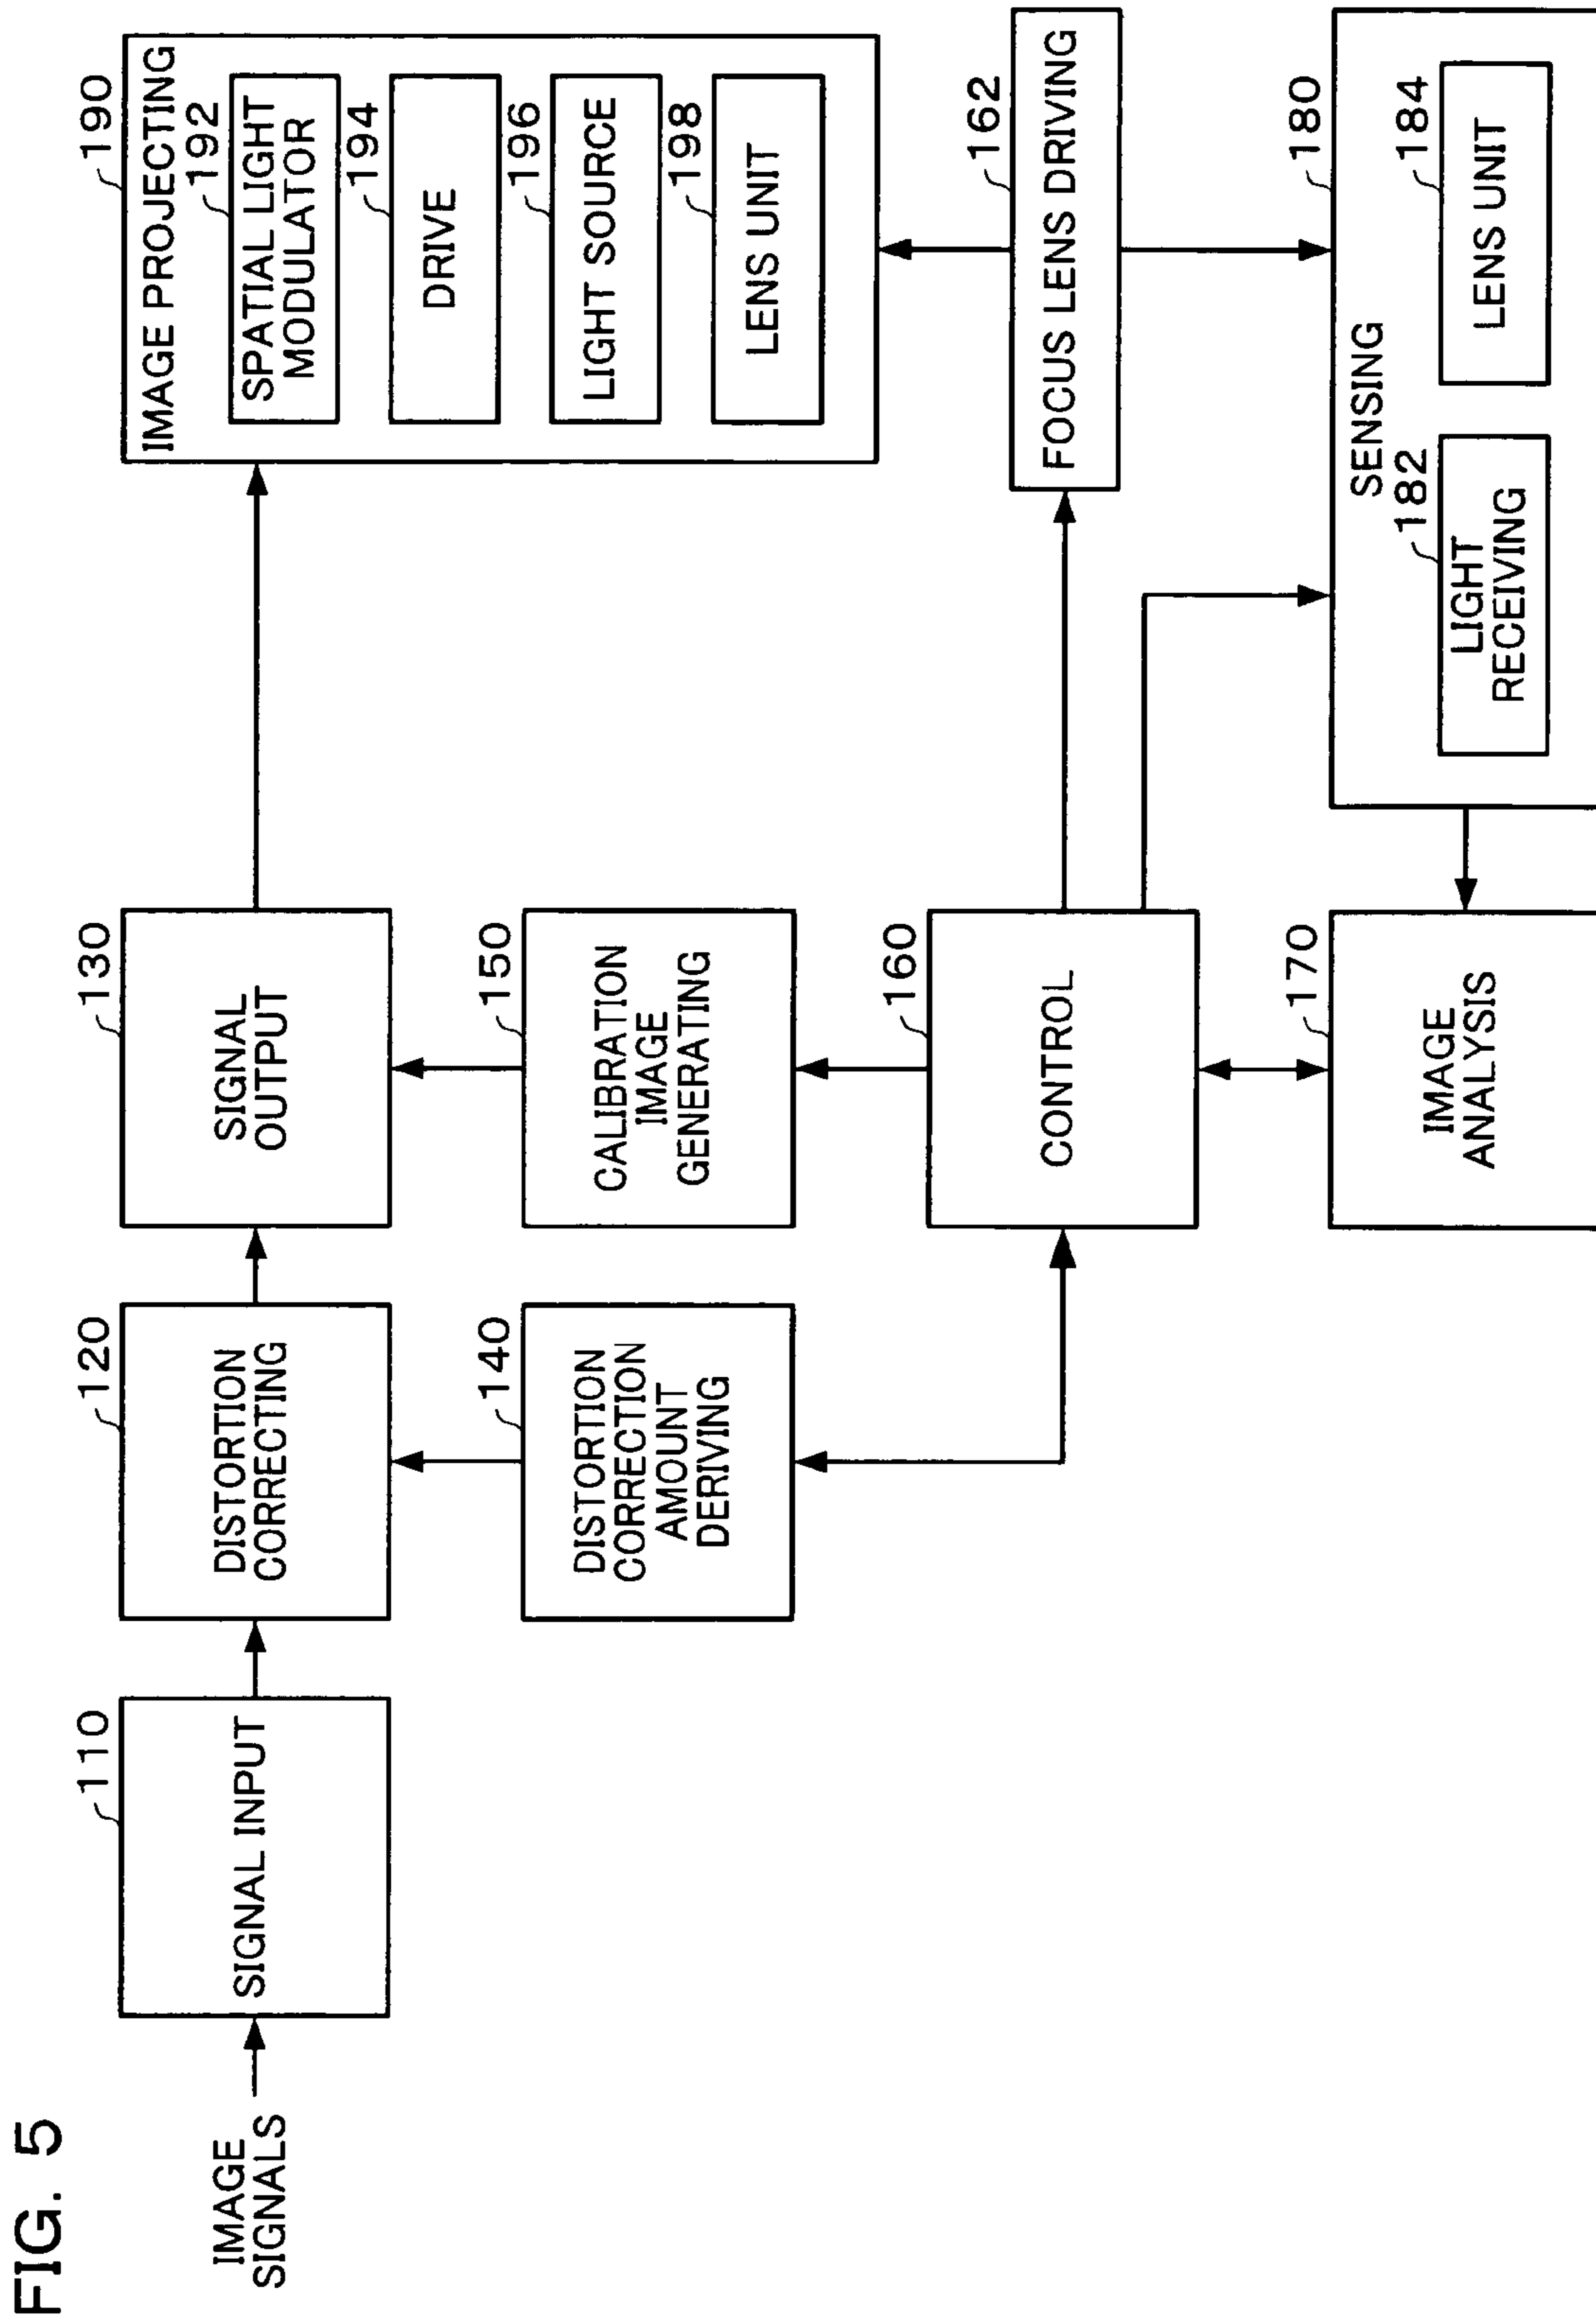 FIG. 5
IMAGE
SIGNALS
110
SIGNAL INPUT
120
DISTORTION
CORRECTING
130
SIGNAL
OUTPUT
190
IMAGE PROJECTING
192
SPATIAL LIGHT
MODULATOR
194
DRIVE
196
LIGHT SOURCE
198
LENS UNIT
140
DISTORTION
CORRECTION
AMOUNT
DERIVING
150
CALIBRATION
IMAGE
GENERATING
160
CONTROL
162
FOCUS LENS DRIVING
170
IMAGE
ANALYSIS
180
SENSING
182
LIGHT
RECEIVING
184
LENS UNIT